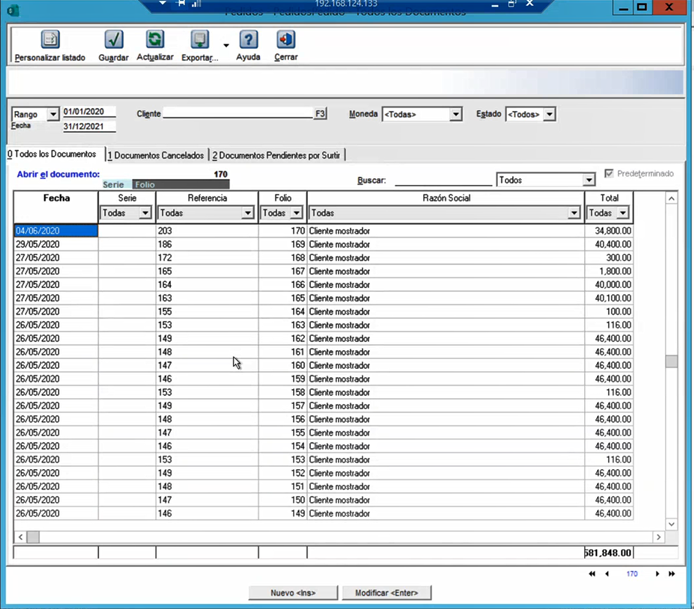 192.168.124.133
Pedidos - PedidosPedido - Todos los Documentos
Personalizar listado Guardar Actualizar Exportar... Ayuda Cerrar
Rango 01/01/2020 Cliente F3 Moneda <Todas> Estado <Todos>
Fecha 31/12/2021
0 Todos los Documentos 1 Documentos Cancelados 2 Documentos Pendientes por Surtir
Abrir el documento: 170 Buscar: Todos Predeterminado
Serie Folio
Fecha Serie Referencia Folio Razón Social Total
Todas Todas Todas Todas Todas
04/06/2020 203 170 Cliente mostrador 34,800.00
29/05/2020 186 169 Cliente mostrador 40,400.00
27/05/2020 172 168 Cliente mostrador 300.00
27/05/2020 165 167 Cliente mostrador 1,800.00
27/05/2020 164 166 Cliente mostrador 40,000.00
27/05/2020 163 165 Cliente mostrador 40,100.00
27/05/2020 155 164 Cliente mostrador 100.00
26/05/2020 153 163 Cliente mostrador 116.00
26/05/2020 149 162 Cliente mostrador 46,400.00
26/05/2020 148 161 Cliente mostrador 46,400.00
26/05/2020 147 160 Cliente mostrador 46,400.00
26/05/2020 146 159 Cliente mostrador 46,400.00
26/05/2020 153 158 Cliente mostrador 116.00
26/05/2020 149 157 Cliente mostrador 46,400.00
26/05/2020 148 156 Cliente mostrador 46,400.00
26/05/2020 147 155 Cliente mostrador 46,400.00
26/05/2020 146 154 Cliente mostrador 46,400.00
26/05/2020 153 153 Cliente mostrador 116.00
26/05/2020 149 152 Cliente mostrador 46,400.00
26/05/2020 148 151 Cliente mostrador 46,400.00
26/05/2020 147 150 Cliente mostrador 46,400.00
26/05/2020 146 149 Cliente mostrador 46,400.00
581,848.00
170
Nuevo <Ins> Modificar <Enter>